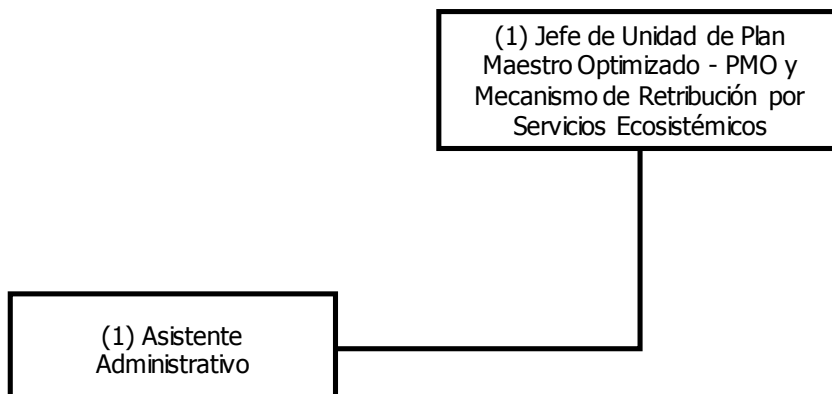 (1) Jefe de Unidad de Plan
Maestro Optimizado - PMO y
Mecanismo de Retribución por
Servicios Ecosistémicos
(1) Asistente
Administrativo